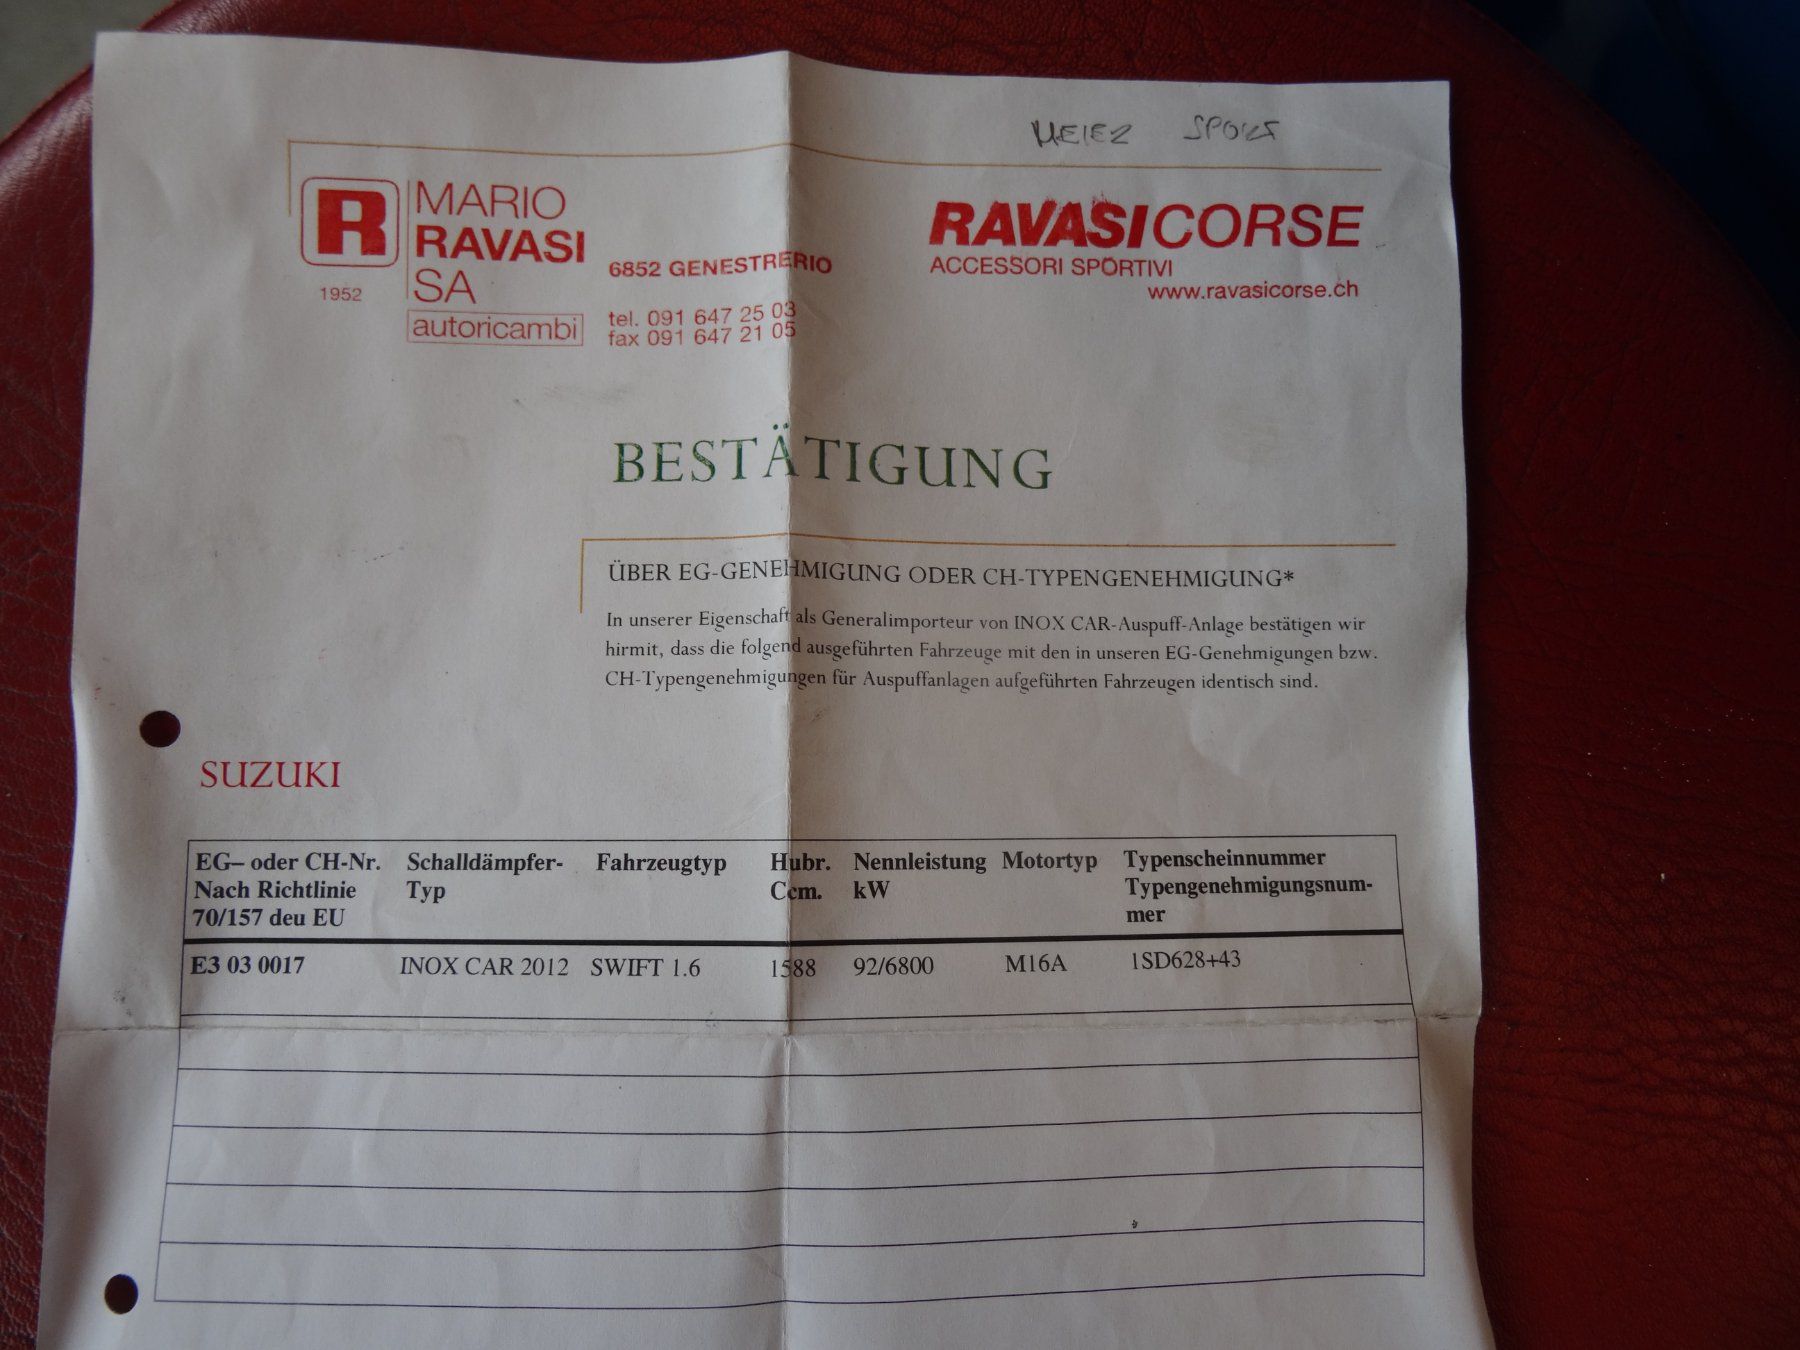 MEIER SPORT
R
MARIO
RAVASI
SA
1952
autoricambi
6852 GENESTRERIO
tel. 091 647 25 03
fax 091 647 21 05
RAVASICORSE
ACCESSORI SPORTIVI
www.ravasicorse.ch
BESTÄTIGUNG
ÜBER EG-GENEHMIGUNG ODER CH-TYPENGENEHMIGUNG*
In unserer Eigenschaft als Generalimporteur von INOX CAR-Auspuff-Anlage bestätigen wir
hirmit, dass die folgend ausgeführten Fahrzeuge mit den in unseren EG-Genehmigungen bzw.
CH-Typengenehmigungen für Auspuffanlagen aufgeführten Fahrzeugen identisch sind.
SUZUKI
EG– oder CH-Nr. Schalldämpfer- Fahrzeugtyp Hubr. Nennleistung Motortyp Typenscheinnummer
Nach Richtlinie Typ Ccm. kW Typengenehmigungsnum-
70/157 deu EU mer
E3 03 0017 INOX CAR 2012 SWIFT 1.6 1588 92/6800 M16A 1SD628+43